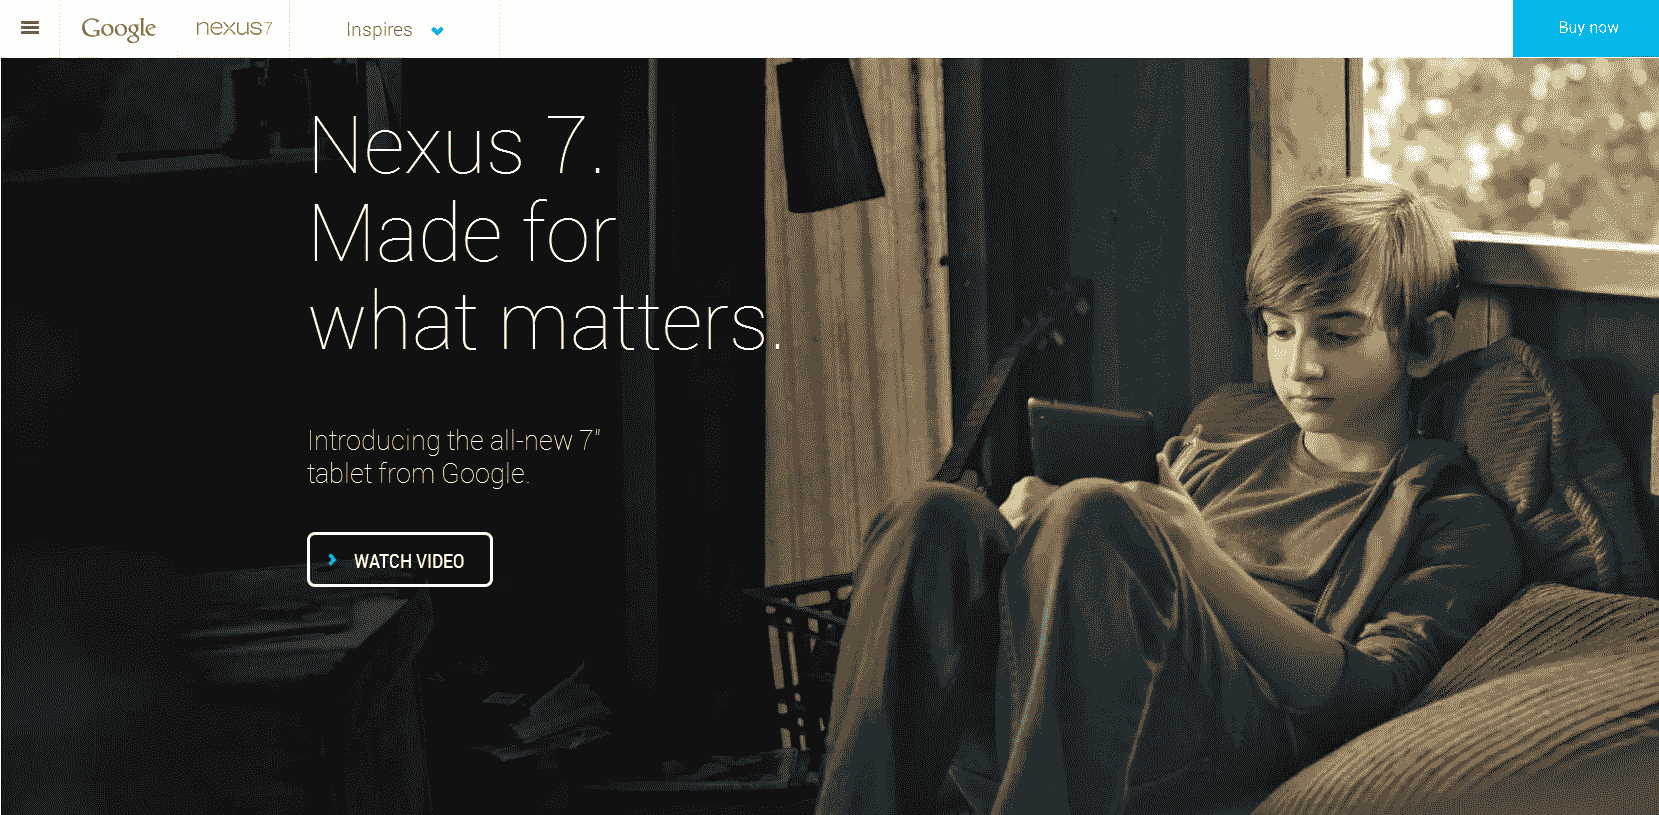 Google
nexus7
Inspires
Buy now
Nexus 7.
Made for
what matters.
Introducing the all-new 7"
tablet from Google.
WATCH VIDEO